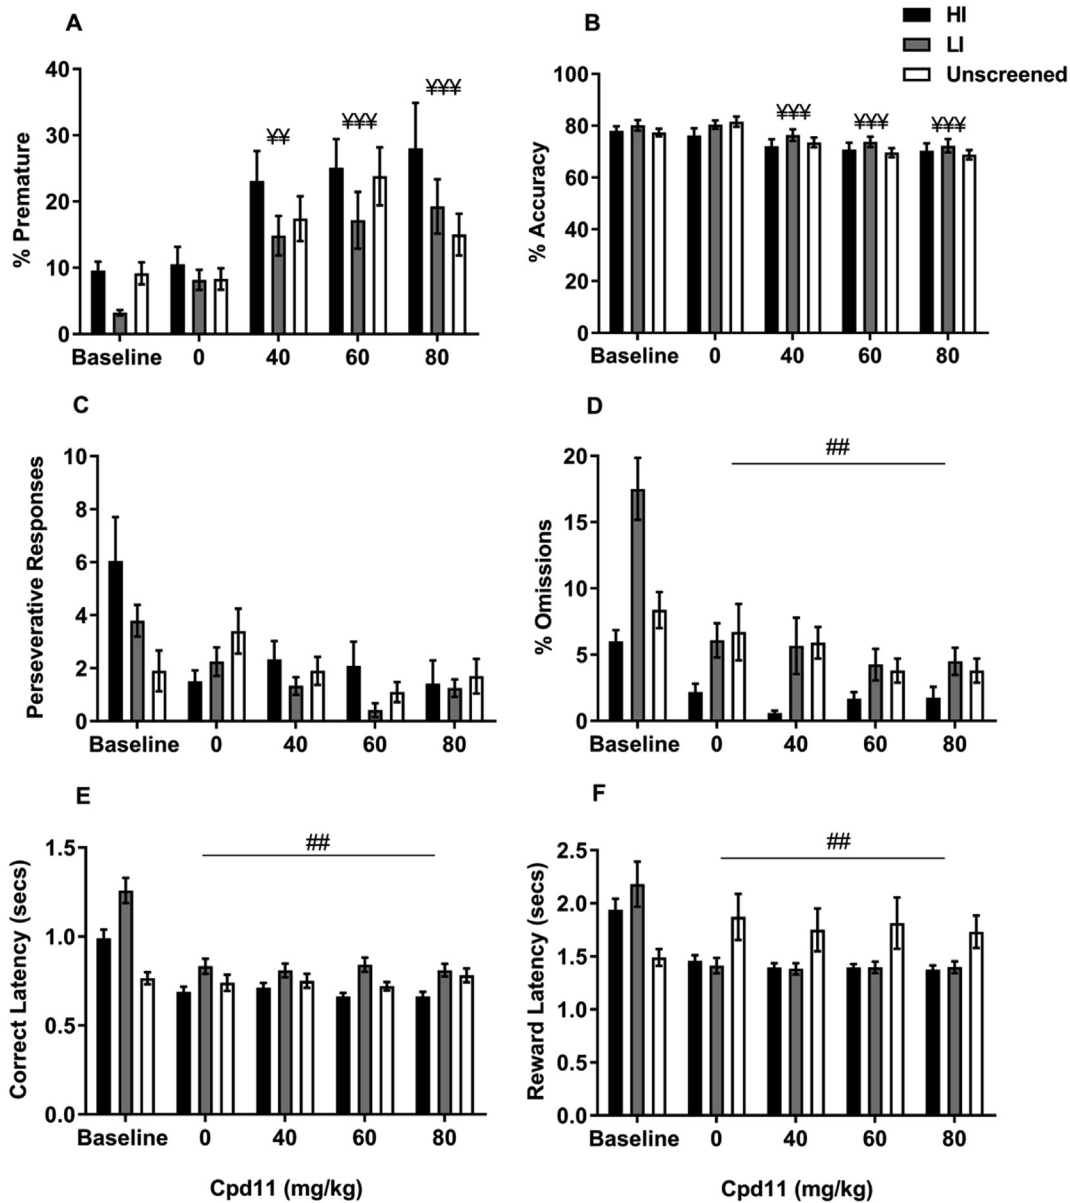 A
B
HI
LI
Unscreened
% Premature
40
30
20
10
0
¥¥
¥¥¥
¥¥¥
Baseline 0 40 60 80
% Accuracy
100
80
60
40
20
0
¥¥¥
¥¥¥
¥¥¥
Baseline 0 40 60 80
C
D
Perseverative Responses
10
8
6
4
2
0
Baseline 0 40 60 80
% Omissions
20
15
10
5
0
##
Baseline 0 40 60 80
E
F
Correct Latency (secs)
1.5
1.0
0.5
0.0
##
Baseline 0 40 60 80
Cpd11 (mg/kg)
Reward Latency (secs)
2.5
2.0
1.5
1.0
0.5
0.0
##
Baseline 0 40 60 80
Cpd11 (mg/kg)